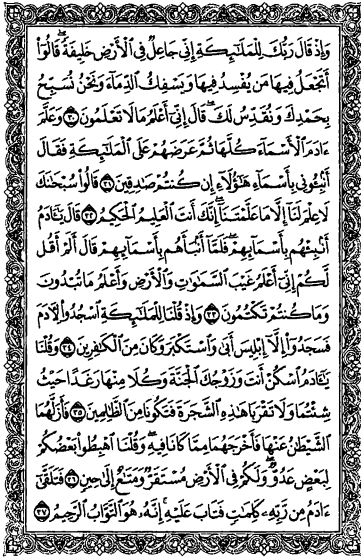 وَإِذْ قَالَ رَبُّكَ لِلْمَلَٰٓئِكَةِ إِنِّى جَاعِلٌ فِى ٱلْأَرْضِ خَلِيفَةً ۖ قَالُوٓا۟
أَتَجْعَلُ فِيهَا مَن يُفْسِدُ فِيهَا وَيَسْفِكُ ٱلدِّمَآءَ وَنَحْنُ نُسَبِّحُ
بِحَمْدِكَ وَنُقَدِّسُ لَكَ ۖ قَالَ إِنِّىٓ أَعْلَمُ مَا لَا تَعْلَمُونَ ٣٠ وَعَلَّمَ
ءَادَمَ ٱلْأَسْمَآءَ كُلَّهَا ثُمَّ عَرَضَهُمْ عَلَى ٱلْمَلَٰٓئِكَةِ فَقَالَ
أَنۢبِـُٔونِى بِأَسْمَآءِ هَٰٓؤُلَآءِ إِن كُنتُمْ صَٰدِقِينَ ٣١ قَالُوا۟ سُبْحَٰنَكَ
لَا عِلْمَ لَنَآ إِلَّا مَا عَلَّمْتَنَآ ۖ إِنَّكَ أَنتَ ٱلْعَلِيمُ ٱلْحَكِيمُ ٣٢ قَالَ يَٰٓـَٔادَمُ
أَنۢبِئْهُم بِأَسْمَآئِهِمْ ۖ فَلَمَّآ أَنۢبَأَهُم بِأَسْمَآئِهِمْ قَالَ أَلَمْ أَقُل
لَّكُمْ إِنِّىٓ أَعْلَمُ غَيْبَ ٱلسَّمَٰوَٰتِ وَٱلْأَرْضِ وَأَعْلَمُ مَا تُبْدُونَ
وَمَا كُنتُمْ تَكْتُمُونَ ٣٣ وَإِذْ قُلْنَا لِلْمَلَٰٓئِكَةِ ٱسْجُدُوا۟ لِـَٔادَمَ
فَسَجَدُوٓا۟ إِلَّآ إِبْلِيسَ أَبَىٰ وَٱسْتَكْبَرَ وَكَانَ مِنَ ٱلْكَٰفِرِينَ ٣٤ وَقُلْنَا
يَٰٓـَٔادَمُ ٱسْكُنْ أَنتَ وَزَوْجُكَ ٱلْجَنَّةَ وَكُلَا مِنْهَا رَغَدًا حَيْثُ
شِئْتُمَا وَلَا تَقْرَبَا هَٰذِهِ ٱلشَّجَرَةَ فَتَكُونَا مِنَ ٱلظَّٰلِمِينَ ٣٥ فَأَزَلَّهُمَا
ٱلشَّيْطَٰنُ عَنْهَا فَأَخْرَجَهُمَا مِمَّا كَانَا فِيهِ ۖ وَقُلْنَا ٱهْبِطُوا۟ بَعْضُكُمْ
لِبَعْضٍ عَدُوٌّ ۖ وَلَكُمْ فِى ٱلْأَرْضِ مُسْتَقَرٌّ وَمَتَٰعٌ إِلَىٰ حِينٍ ٣٦ فَتَلَقَّىٰٓ
ءَادَمُ مِن رَّبِّهِۦ كَلِمَٰتٍ فَتَابَ عَلَيْهِ ۚ إِنَّهُۥ هُوَ ٱلتَّوَّابُ ٱلرَّحِيمُ ٣٧